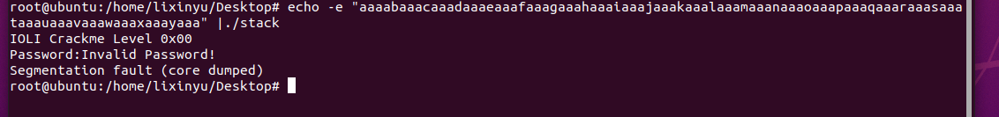 root@ubuntu:/home/lixinyu/Desktop# echo -e "aaaabaaacaaadaaaeaaafaaagaaahaaaiaaajaaakaaalaaamaaanaaaoaaapaaaqaaaraaasaaa
taaauaaavaaawaaaxaaayaaa" |./stack
IOLI Crackme Level 0x00
Password:Invalid Password!
Segmentation fault (core dumped)
root@ubuntu:/home/lixinyu/Desktop#